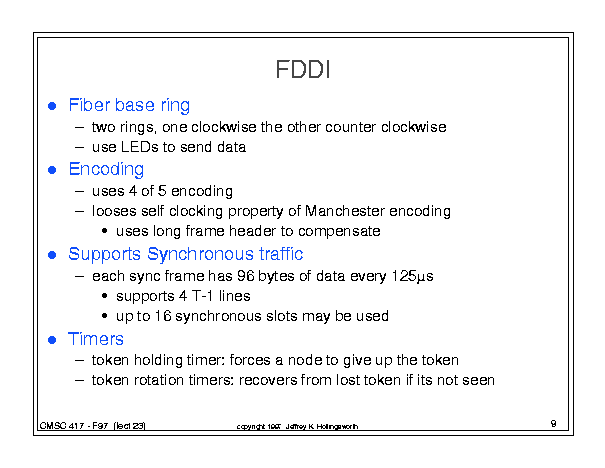 FDDI
● Fiber base ring
– two rings, one clockwise the other counter clockwise
– use LEDs to send data
● Encoding
– uses 4 of 5 encoding
– looses self clocking property of Manchester encoding
• uses long frame header to compensate
● Supports Synchronous traffic
– each sync frame has 96 bytes of data every 125µs
• supports 4 T-1 lines
• up to 16 synchronous slots may be used
● Timers
– token holding timer: forces a node to give up the token
– token rotation timers: recovers from lost token if its not seen
CMSC 417 - F97 (lect 23) copyright 1997 Jeffrey K. Hollingsworth 9